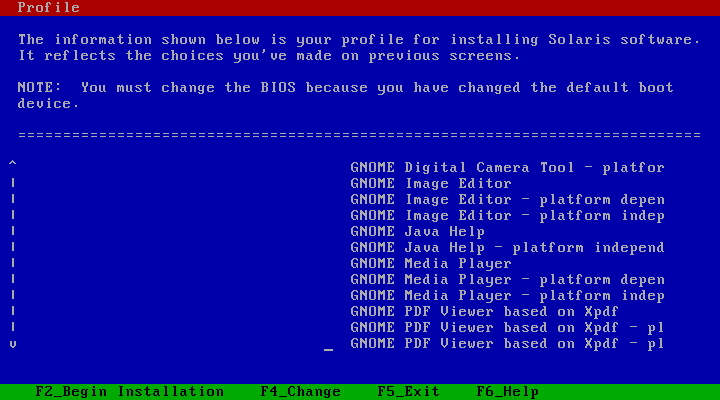 Profile
The information shown below is your profile for installing Solaris software.
It reflects the choices you've made on previous screens.
NOTE:  You must change the BIOS because you have changed the default boot
device.
============================================================================
^ GNOME Digital Camera Tool - platfor
| GNOME Image Editor
| GNOME Image Editor - platform depen
| GNOME Image Editor - platform indep
| GNOME Java Help
| GNOME Java Help - platform independ
| GNOME Media Player
| GNOME Media Player - platform depen
| GNOME Media Player - platform indep
| GNOME PDF Viewer based on Xpdf
| GNOME PDF Viewer based on Xpdf - pl
v _ GNOME PDF Viewer based on Xpdf - pl
F2_Begin Installation    F4_Change    F5_Exit    F6_Help